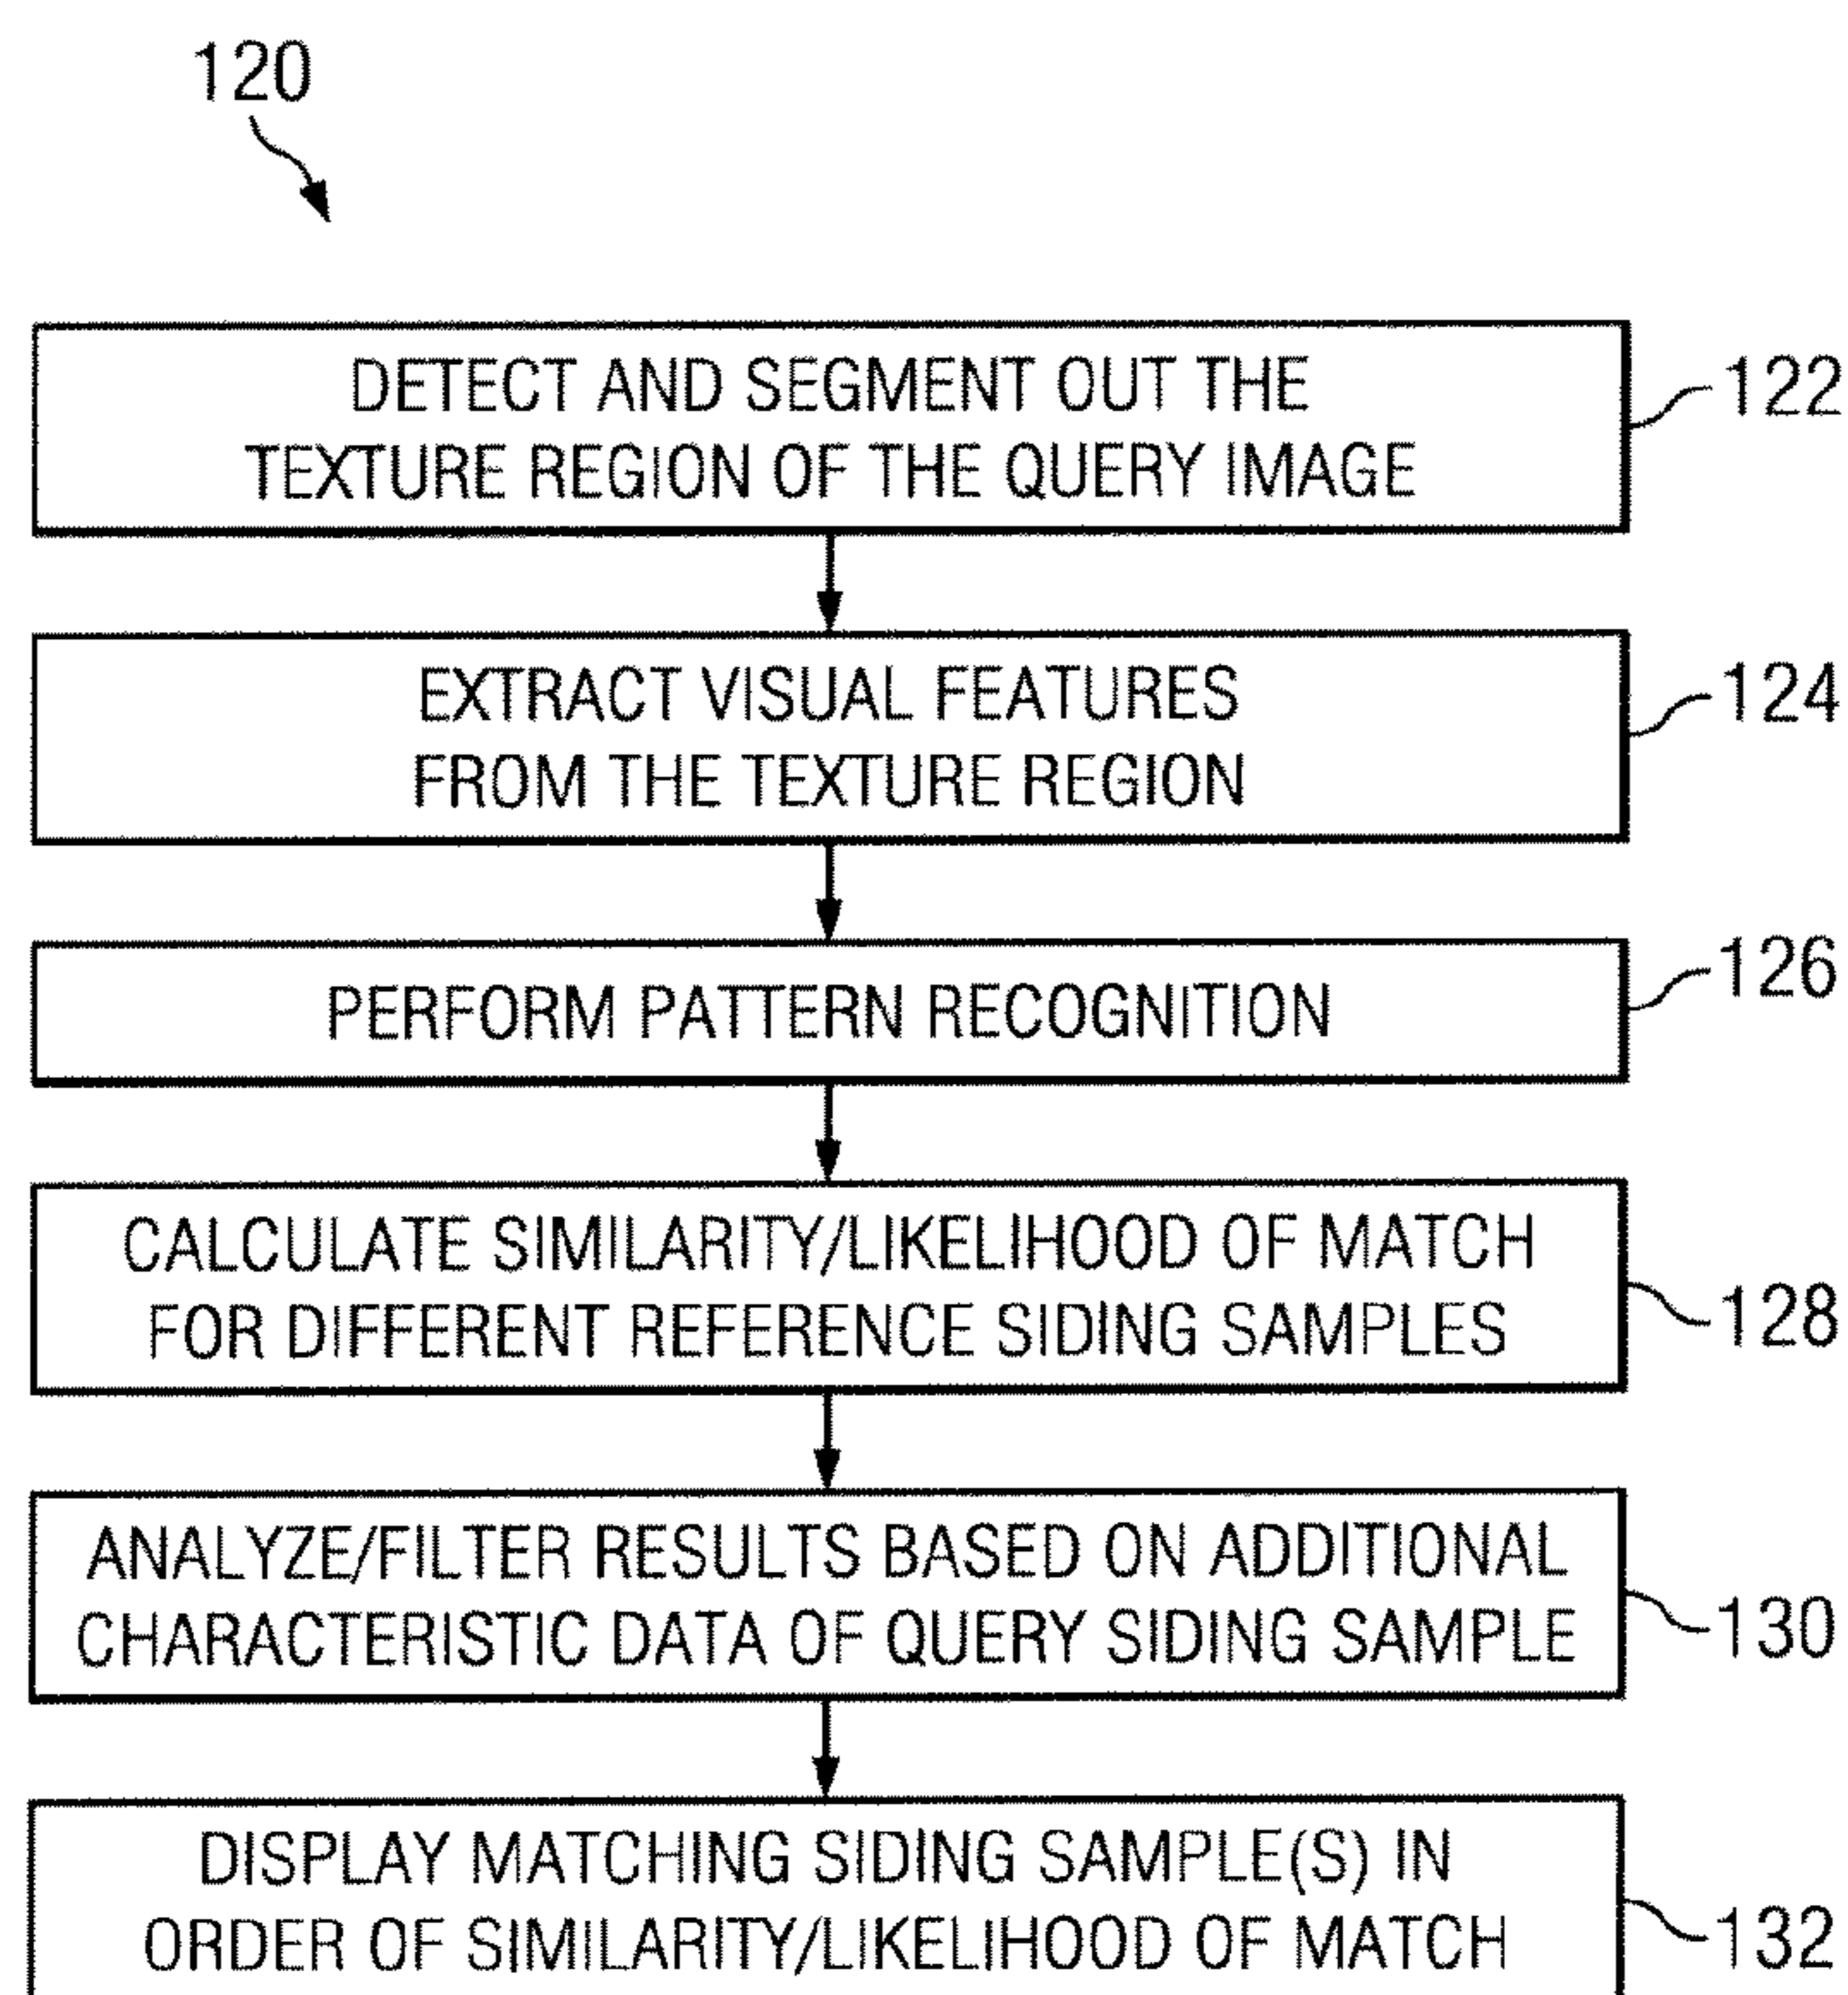 120
DETECT AND SEGMENT OUT THE
TEXTURE REGION OF THE QUERY IMAGE
122
EXTRACT VISUAL FEATURES
FROM THE TEXTURE REGION
124
PERFORM PATTERN RECOGNITION
126
CALCULATE SIMILARITY/LIKELIHOOD OF MATCH
FOR DIFFERENT REFERENCE SIDING SAMPLES
128
ANALYZE/FILTER RESULTS BASED ON ADDITIONAL
CHARACTERISTIC DATA OF QUERY SIDING SAMPLE
130
DISPLAY MATCHING SIDING SAMPLE(S) IN
ORDER OF SIMILARITY/LIKELIHOOD OF MATCH
132